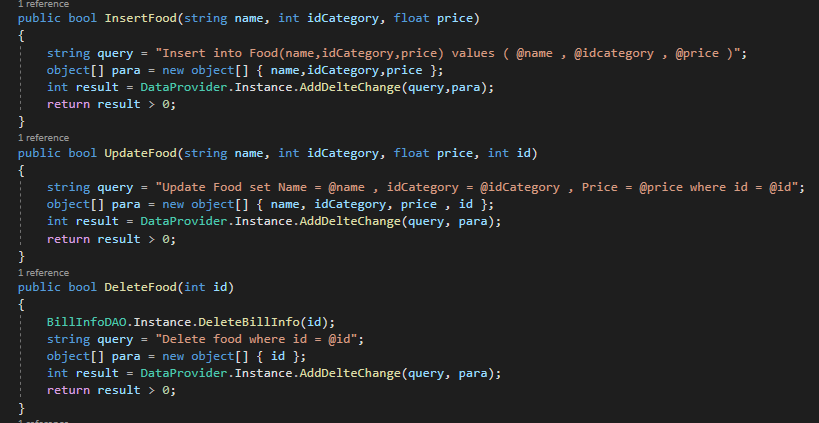 1 reference
public bool InsertFood(string name, int idCategory, float price)
{
string query = "Insert into Food(name,idCategory,price) values ( @name , @idcategory , @price )";
object[] para = new object[] { name,idCategory,price };
int result = DataProvider.Instance.AddDelteChange(query,para);
return result > 0;
}
1 reference
public bool UpdateFood(string name, int idCategory, float price, int id)
{
string query = "Update Food set Name = @name , idCategory = @idCategory , Price = @price where id = @id";
object[] para = new object[] { name, idCategory, price , id };
int result = DataProvider.Instance.AddDelteChange(query, para);
return result > 0;
}
1 reference
public bool DeleteFood(int id)
{
BillInfoDAO.Instance.DeleteBillInfo(id);
string query = "Delete food where id = @id";
object[] para = new object[] { id };
int result = DataProvider.Instance.AddDelteChange(query, para);
return result > 0;
}
1 reference